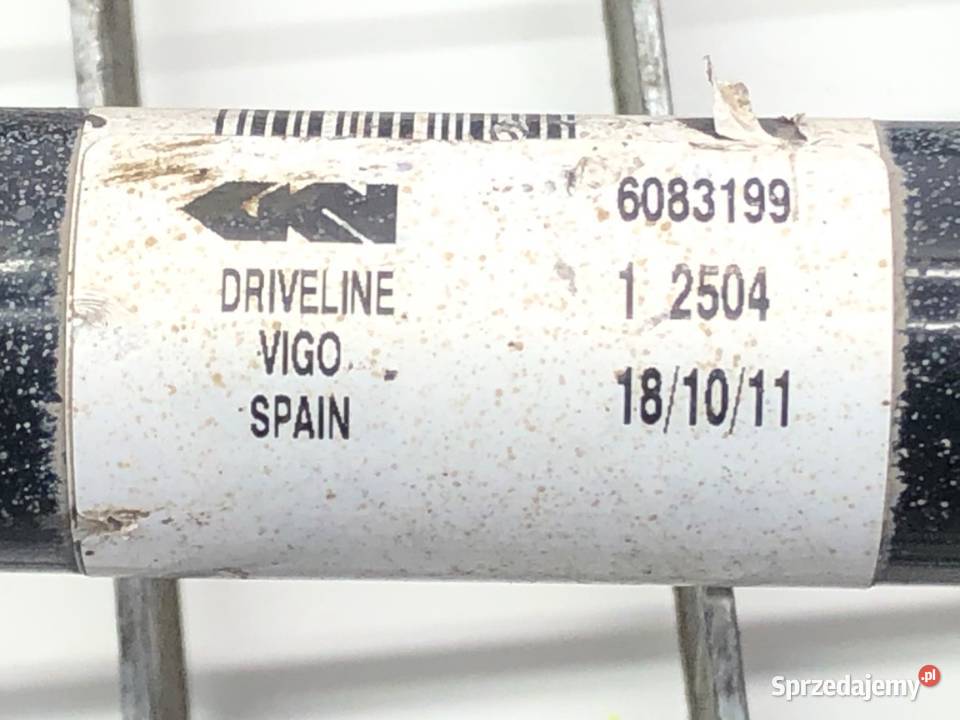 GKN
6083199
DRIVELINE
1 2504
VIGO
SPAIN
18/10/11
Sprzedajemy.pl